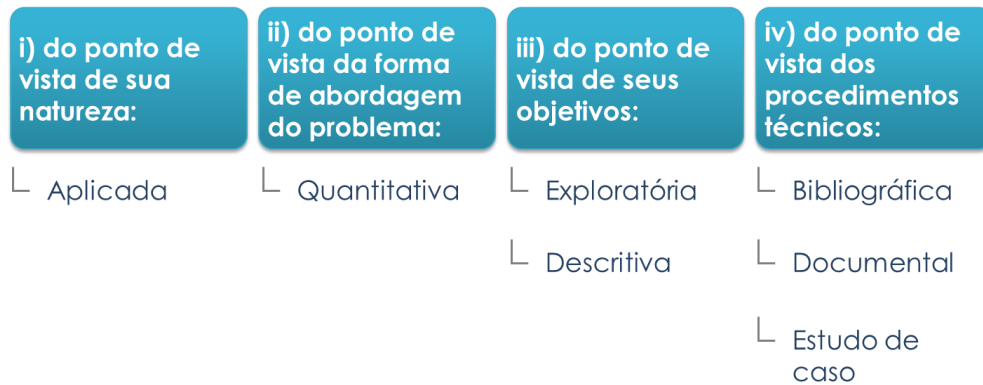 i) do ponto de
vista de sua
natureza:
Aplicada
ii) do ponto de
vista da forma
de abordagem
do problema:
Quantitativa
iii) do ponto de
vista de seus
objetivos:
Exploratória
Descritiva
iv) do ponto de
vista dos
procedimentos
técnicos:
Bibliográfica
Documental
Estudo de
caso